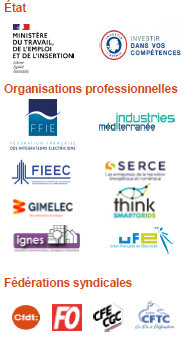 État
MINISTÈRE
DU TRAVAIL,
DE L'EMPLOI
ET DE L'INSERTION
Liberté
Égalité
Fraternité
INVESTIR
DANS VOS
COMPÉTENCES
Organisations professionnelles
FFIE
FÉDÉRATION FRANÇAISE
DES INTÉGRATEURS ÉLECTRICIENS
industries
méditerranée
FIEEC
SERCE
Les entreprises de la transition
énergétique et numérique
GIMELEC
think
SMARTGRIDS
ignes
UFE
Union Française de l'Électricité
Fédérations syndicales
Cfdt:
FO
CFE
CGC
CFTC